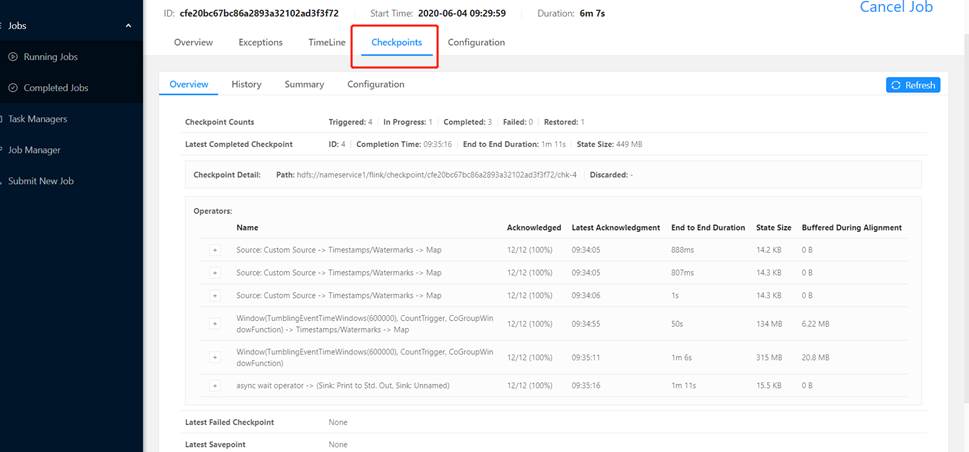 ID: cfe20bc67bc86a2893a32102ad3f3f72 Start Time: 2020-06-04 09:29:59 Duration: 6m 7s Cancel Job
Jobs
Running Jobs
Completed Jobs
Task Managers
Job Manager
Submit New Job
Overview Exceptions TimeLine Checkpoints Configuration
Overview History Summary Configuration Refresh
Checkpoint Counts Triggered: 4 In Progress: 1 Completed: 3 Failed: 0 Restored: 1
Latest Completed Checkpoint ID: 4 Completion Time: 09:35:16 End to End Duration: 1m 11s State Size: 449 MB
Checkpoint Detail: Path: hdfs://nameservice1/flink/checkpoint/cfe20bc67bc86a2893a32102ad3f3f72/chk-4 Discarded: -
Operators:
Name Acknowledged Latest Acknowledgment End to End Duration State Size Buffered During Alignment
+ Source: Custom Source -> Timestamps/Watermarks -> Map 12/12 (100%) 09:34:05 888ms 14.2 KB 0 B
+ Source: Custom Source -> Timestamps/Watermarks -> Map 12/12 (100%) 09:34:05 807ms 14.3 KB 0 B
+ Source: Custom Source -> Timestamps/Watermarks -> Map 12/12 (100%) 09:34:06 1s 14.3 KB 0 B
+ Window(TumblingEventTimeWindows(600000), CountTrigger, CoGroupWin
dowFunction) -> Timestamps/Watermarks -> Map 12/12 (100%) 09:34:55 50s 134 MB 6.22 MB
+ Window(TumblingEventTimeWindows(600000), CountTrigger, CoGroupWin
dowFunction) 12/12 (100%) 09:35:11 1m 6s 315 MB 20.8 MB
+ async wait operator -> (Sink: Print to Std. Out, Sink: Unnamed) 12/12 (100%) 09:35:16 1m 11s 15.5 KB 0 B
Latest Failed Checkpoint None
Latest Savepoint None